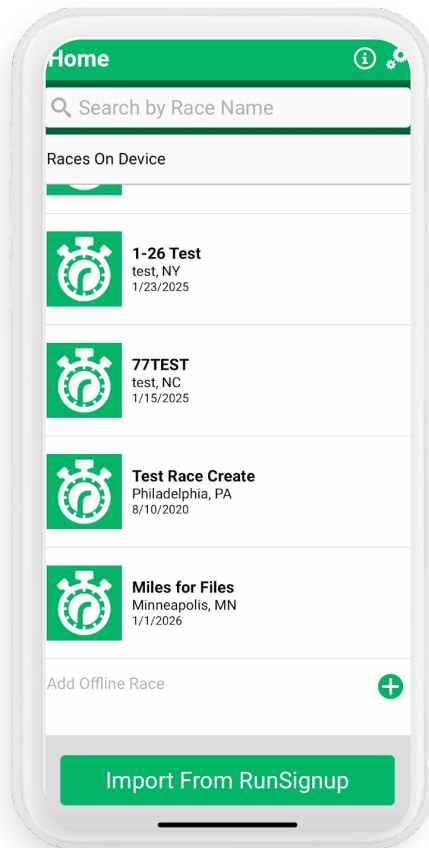 Home
Search by Race Name
Races On Device
1-26 Test
test, NY
1/23/2025
77TEST
test, NC
1/15/2025
Test Race Create
Philadelphia, PA
8/10/2020
Miles for Files
Minneapolis, MN
1/1/2026
Add Offline Race
Import From RunSignup